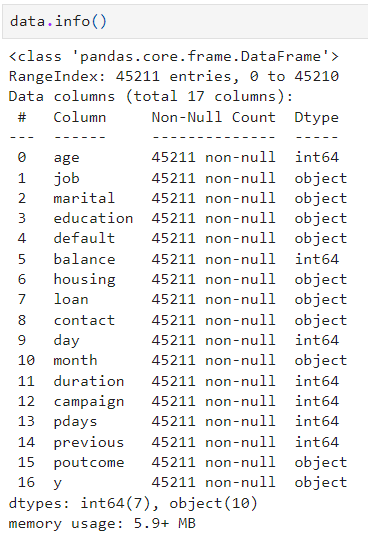 data.info()
<class 'pandas.core.frame.DataFrame'>
RangeIndex: 45211 entries, 0 to 45210
Data columns (total 17 columns):
 #   Column     Non-Null Count  Dtype
---  ------     --------------  -----
 0   age        45211 non-null  int64
 1   job        45211 non-null  object
 2   marital    45211 non-null  object
 3   education  45211 non-null  object
 4   default    45211 non-null  object
 5   balance    45211 non-null  int64
 6   housing    45211 non-null  object
 7   loan       45211 non-null  object
 8   contact    45211 non-null  object
 9   day        45211 non-null  int64
 10  month      45211 non-null  object
 11  duration   45211 non-null  int64
 12  campaign   45211 non-null  int64
 13  pdays      45211 non-null  int64
 14  previous   45211 non-null  int64
 15  poutcome   45211 non-null  object
 16  y          45211 non-null  object
dtypes: int64(7), object(10)
memory usage: 5.9+ MB